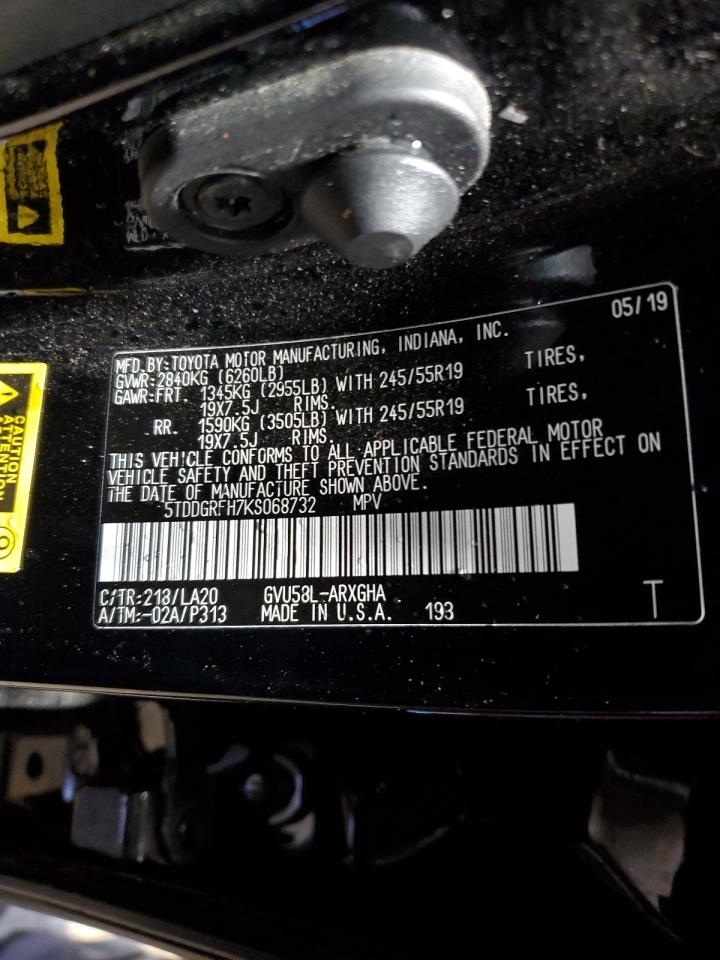 05/19
MFD.BY:TOYOTA MOTOR MANUFACTURING, INDIANA, INC.
GVWR:2840KG (6260LB)
GAWR:FRT. 1345KG (2955LB) WITH 245/55R19 TIRES,
19X7.5J RIMS.
RR. 1590KG (3505LB) WITH 245/55R19 TIRES,
19X7.5J RIMS.
THIS VEHICLE CONFORMS TO ALL APPLICABLE FEDERAL MOTOR
VEHICLE SAFETY AND THEFT PREVENTION STANDARDS IN EFFECT ON
THE DATE OF MANUFACTURE SHOWN ABOVE.
5TDDGRFH7KS068732 MPV
C/TR:218/LA20 GVU58L-ARXGHA
A/TM:-02A/P313 MADE IN U.S.A. 193 T
CAUTION
ATTENTION